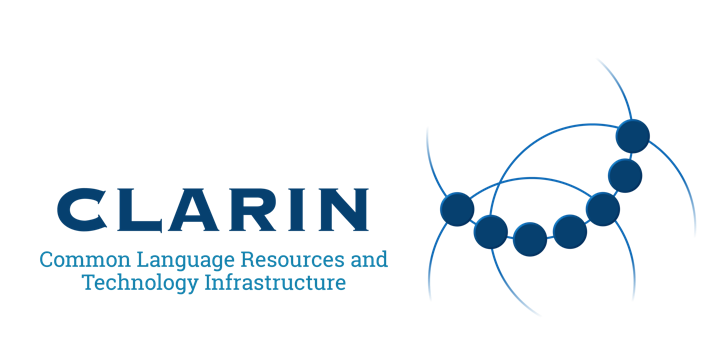 CLARIN
Common Language Resources and
Technology Infrastructure